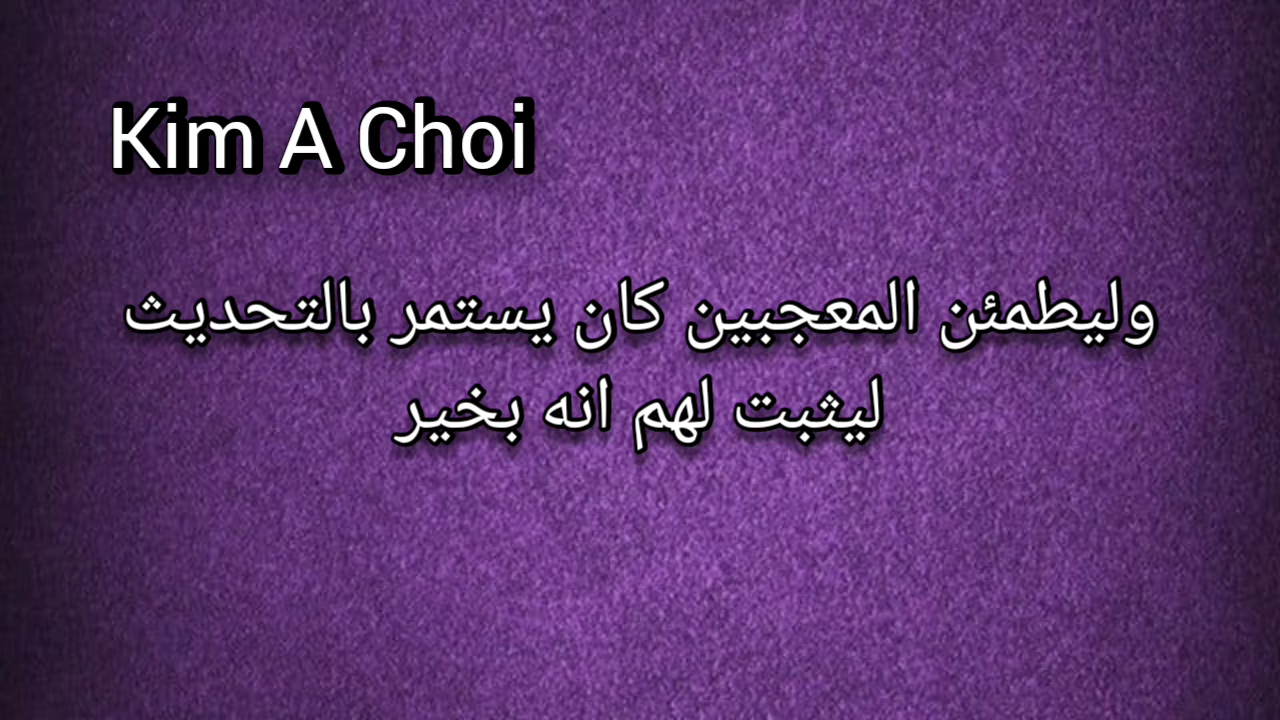 Kim A Choi
وليطمئن المعجبين كان يستمر بالتحديث
ليثبت لهم انه بخير